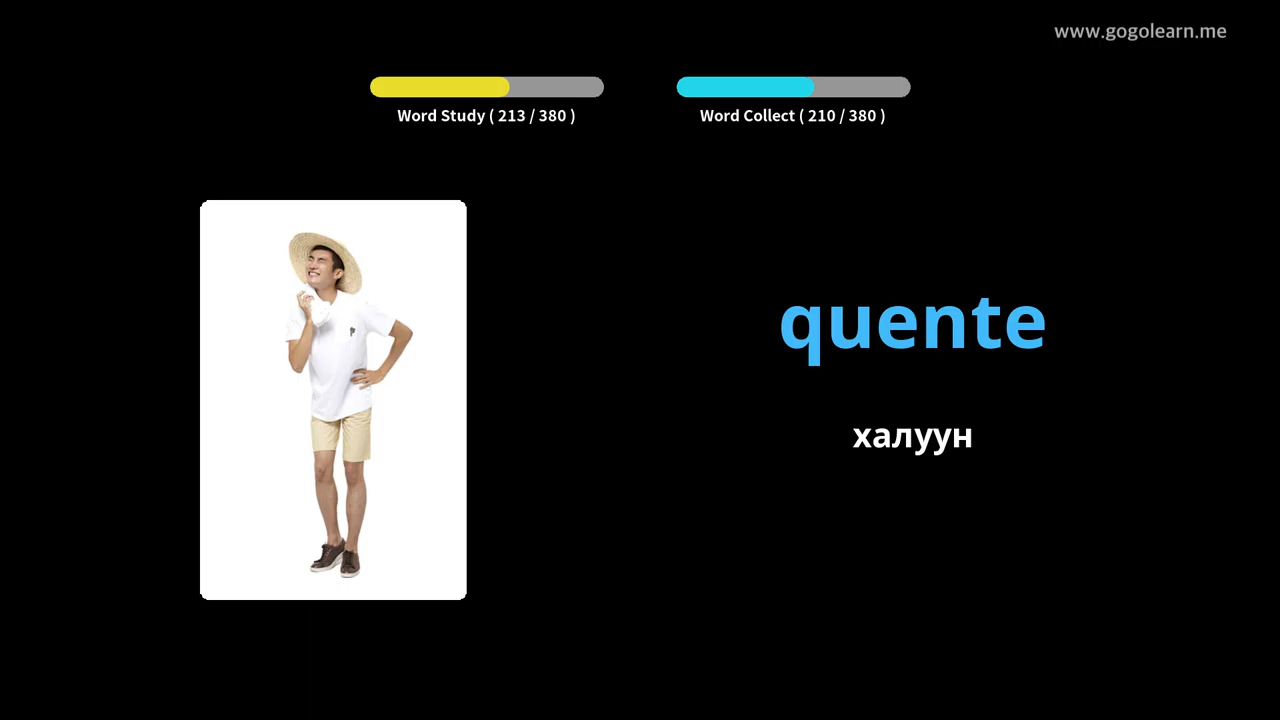 www.gogolearn.me
Word Study ( 213 / 380 )
Word Collect ( 210 / 380 )
quente
халуун